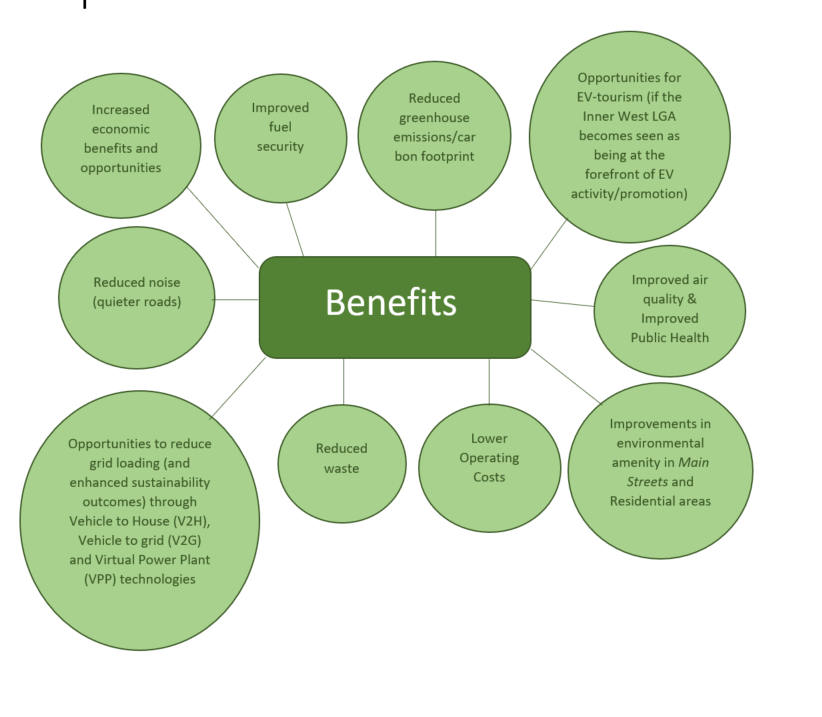 Increased
economic
benefits and
opportunities
Improved
fuel
security
Reduced
greenhouse
emissions/car
bon footprint
Opportunities for
EV-tourism (if the
Inner West LGA
becomes seen as
being at the
forefront of EV
activity/promotion)
Reduced noise
(quieter roads)
Benefits
Improved air
quality &
Improved
Public Health
Opportunities to reduce
grid loading (and
enhanced sustainability
outcomes) through
Vehicle to House (V2H),
Vehicle to grid (V2G)
and Virtual Power Plant
(VPP) technologies
Reduced
waste
Lower
Operating
Costs
Improvements in
environmental
amenity in Main
Streets and
Residential areas